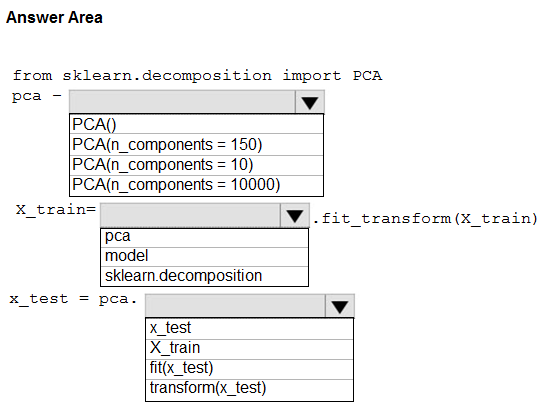 Answer Area
from sklearn.decomposition import PCA
pca –
PCA()
PCA(n_components = 150)
PCA(n_components = 10)
PCA(n_components = 10000)
X_train= .fit_transform(X_train)
pca
model
sklearn.decomposition
x_test = pca.
x_test
X_train
fit(x_test)
transform(x_test)